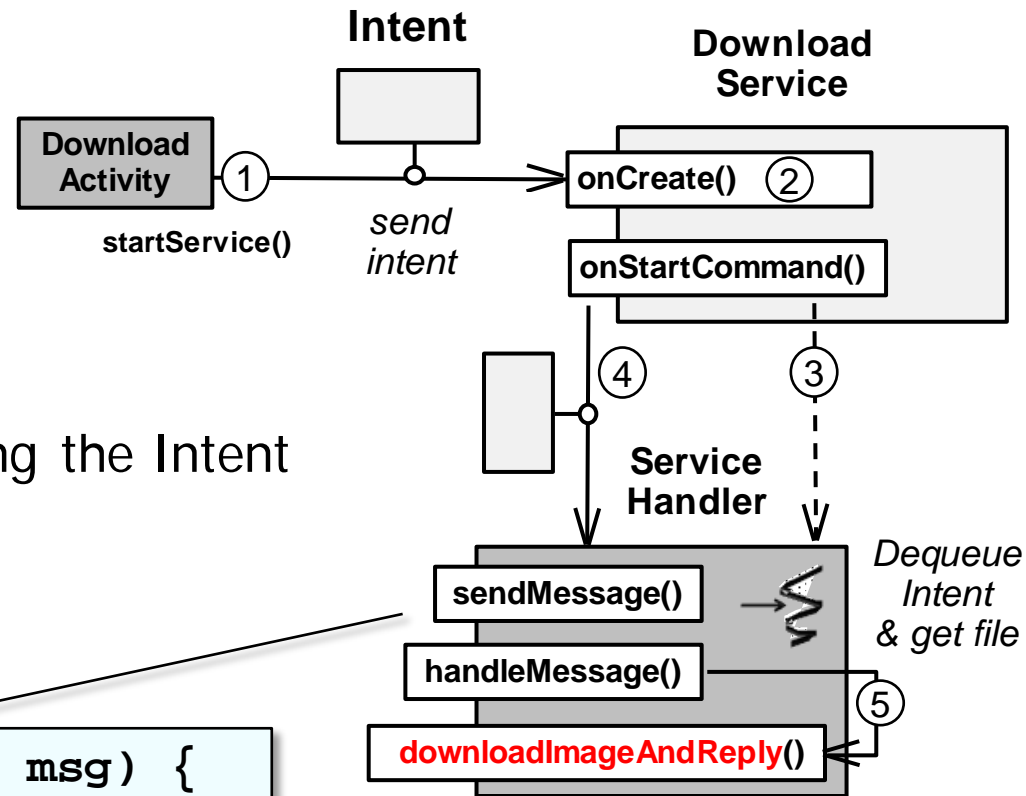 Intent
Download
Service
Download
Activity
1
startService()
send
intent
onCreate()
2
onStartCommand()
4
3
ng the Intent
Service
Handler
sendMessage()
Dequeue
Intent
& get file
handleMessage()
5
downloadImageAndReply()
msg) {